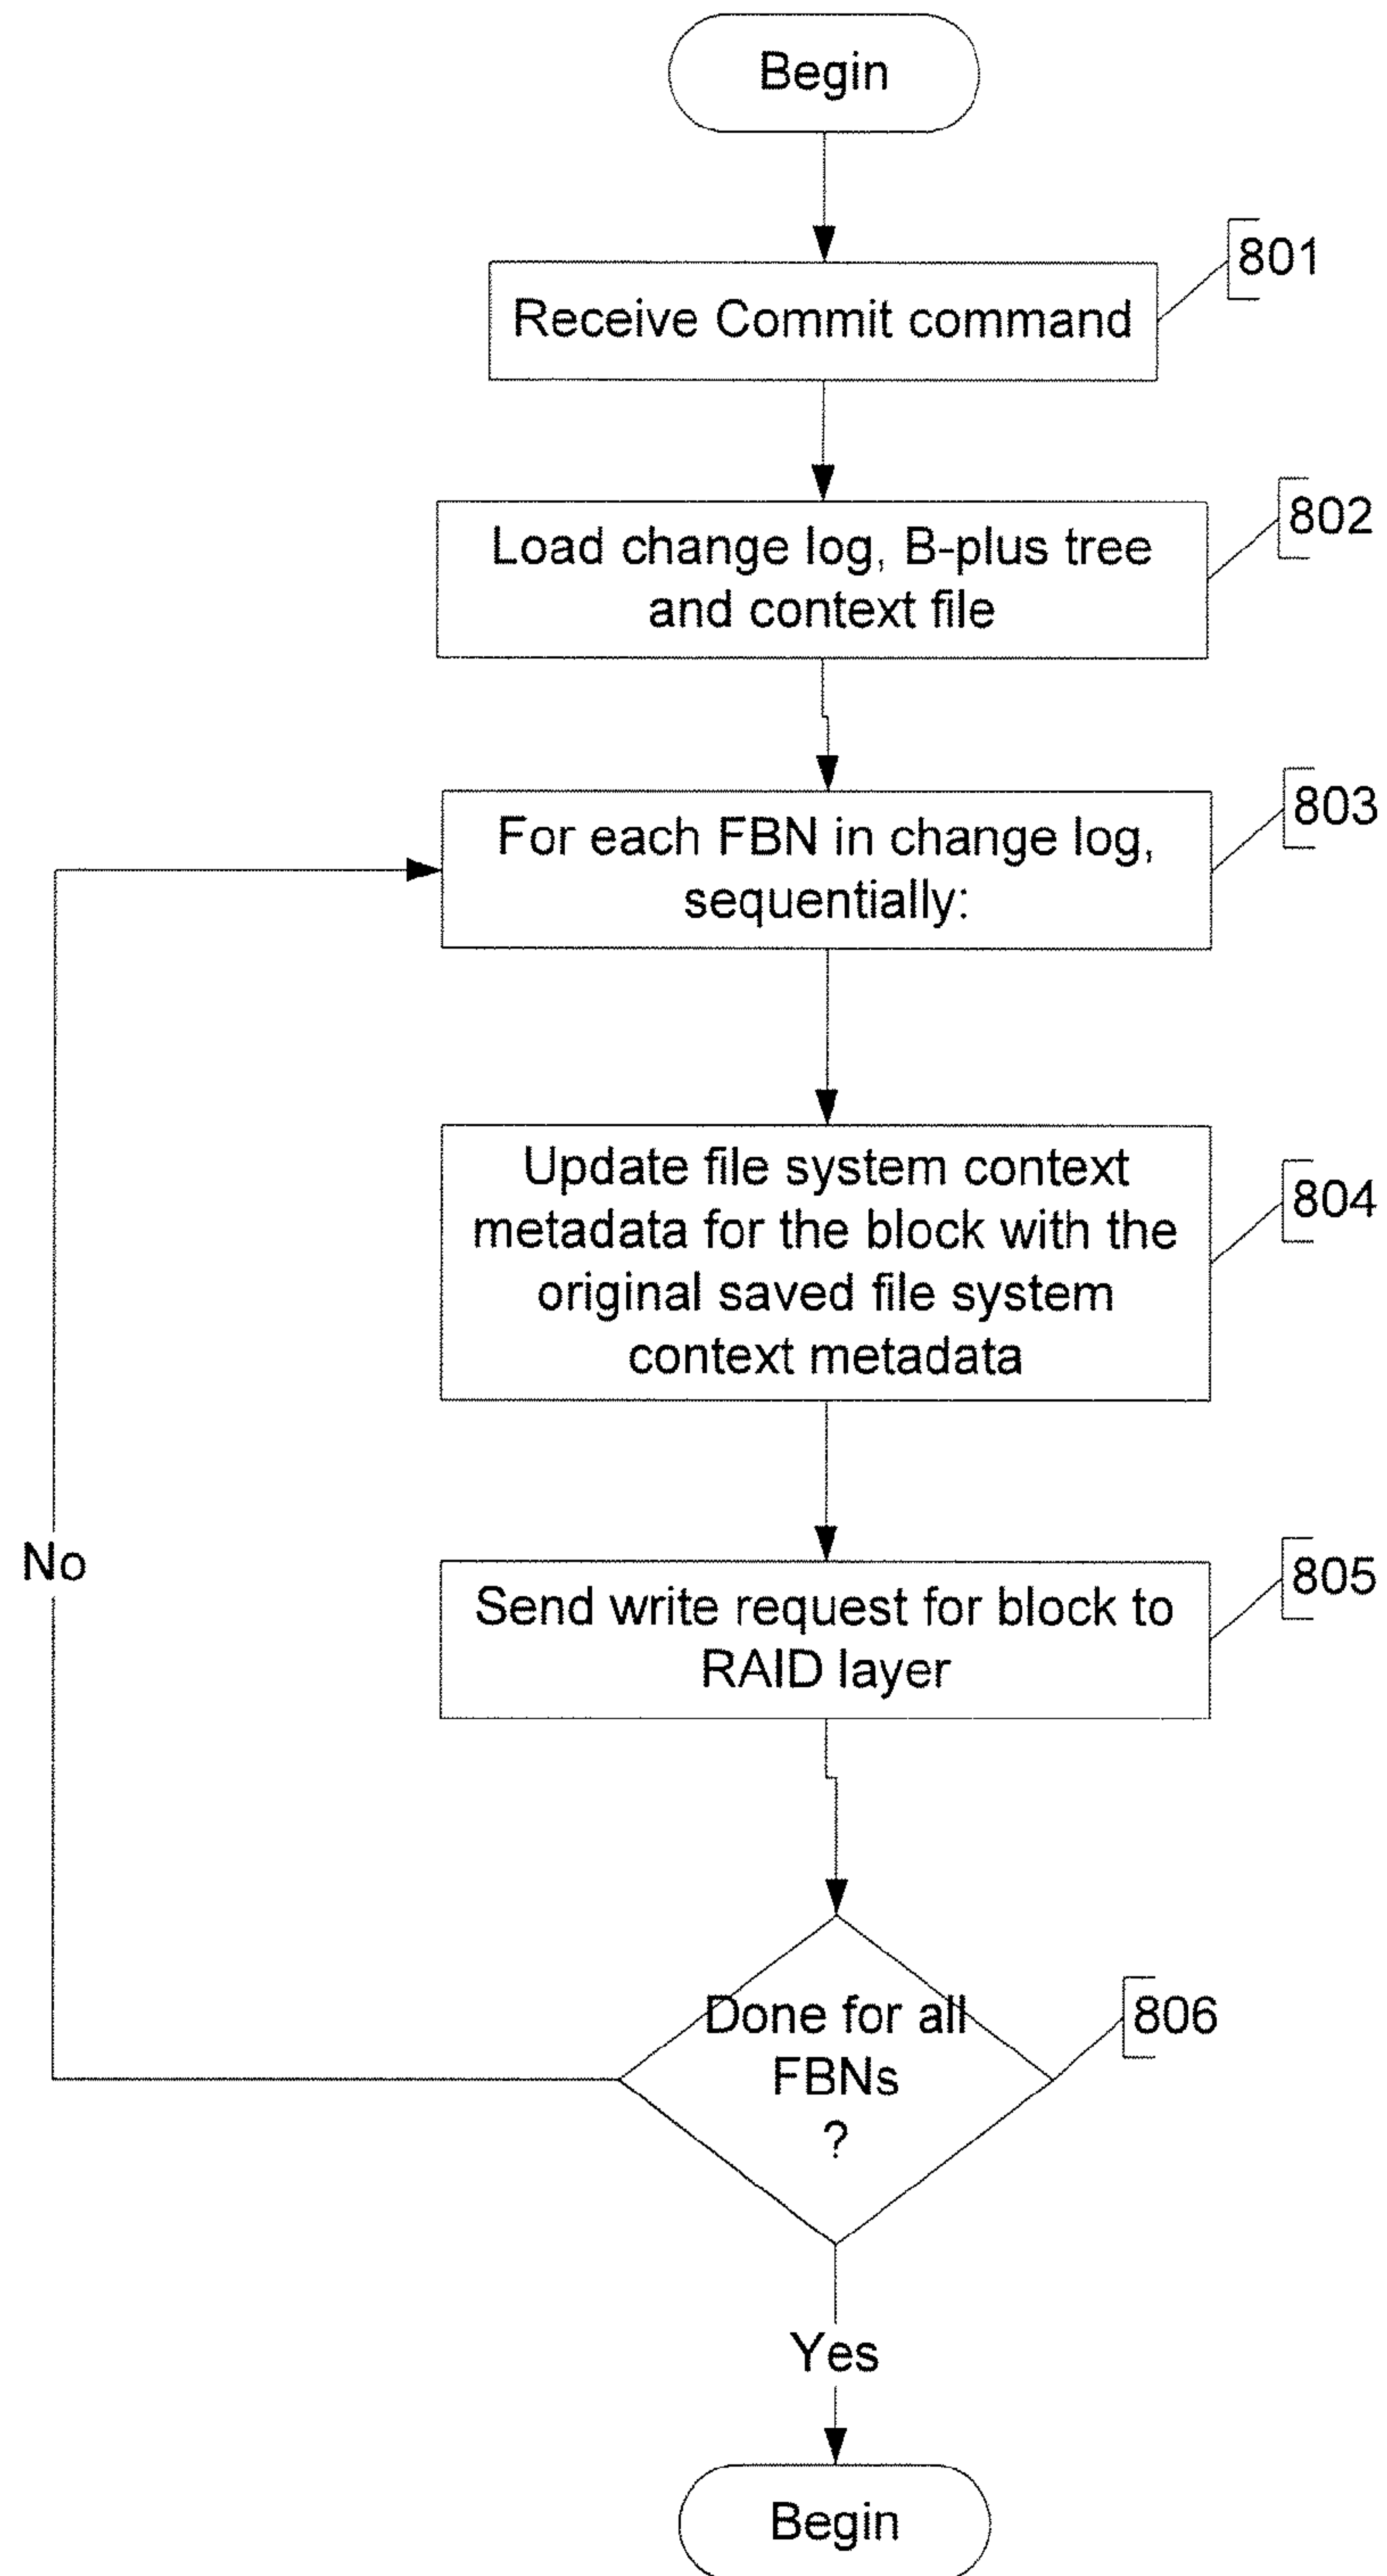 Begin
801
Receive Commit command
802
Load change log, B-plus tree
and context file
803
For each FBN in change log,
sequentially:
804
Update file system context
metadata for the block with the
original saved file system
context metadata
No
805
Send write request for block to
RAID layer
806
Done for all
FBNs
?
Yes
Begin